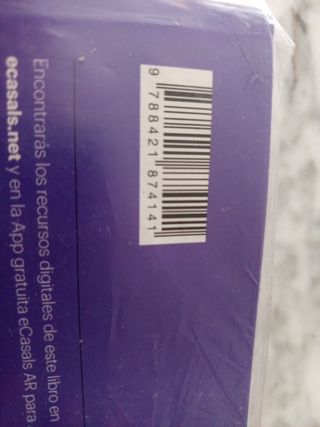 9 788421 874141
Encontrarás los recursos digitales de este libro en
ecasals.net y en la App gratuita eCasals AR para